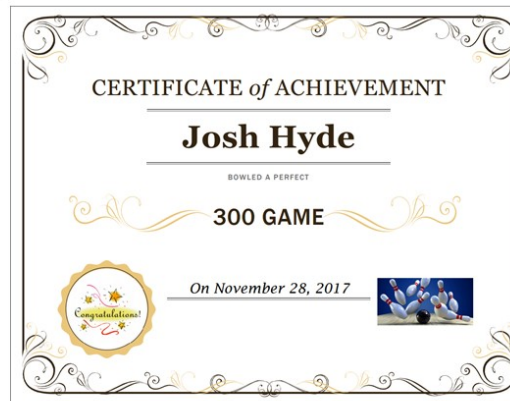 CERTIFICATE of ACHIEVEMENT
Josh Hyde
BOWLED A PERFECT
300 GAME
On November 28, 2017
Congratulations!